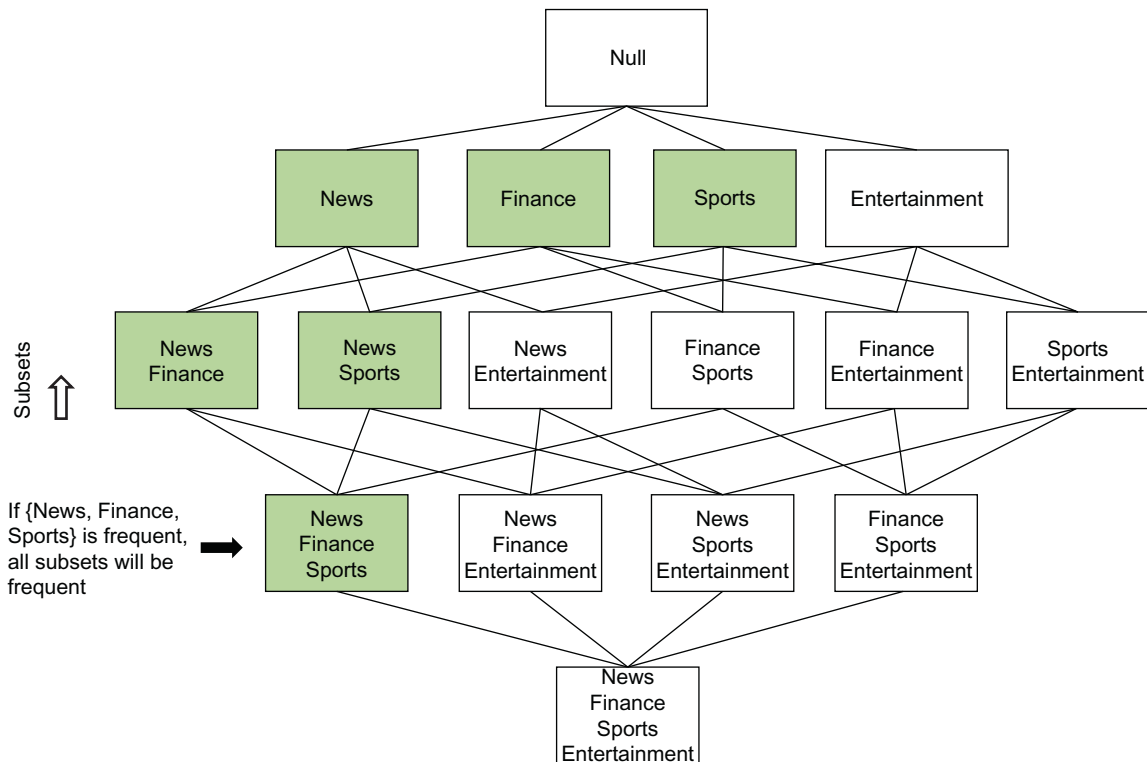 Null
News
Finance
Sports
Entertainment
Subsets
News
Finance
News
Sports
News
Entertainment
Finance
Sports
Finance
Entertainment
Sports
Entertainment
If {News, Finance,
Sports} is frequent,
all subsets will be
frequent
News
Finance
Sports
News
Finance
Entertainment
News
Sports
Entertainment
Finance
Sports
Entertainment
News
Finance
Sports
Entertainment